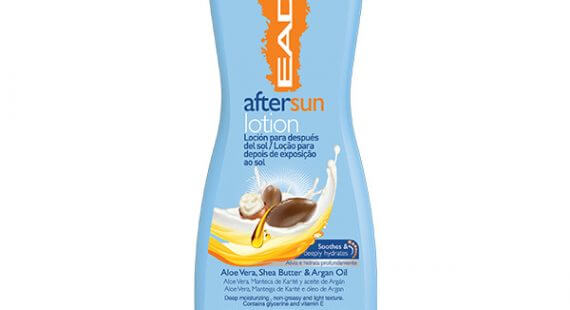 EAD
aftersun
lotion
Loción para después
del sol / Loção para
depois de exposição
ao sol
Soothes &
deeply hydrates
Alivia e hidrata profundamente
Aloe Vera, Shea Butter & Argan Oil
Aloe Vera, Manteca de Karité y aceite de Argán
Aloe Vera, Manteiga de Karité e óleo de Argan
Deep moisturizing, non-greasy and light texture.
Contains glycerine and vitamin E